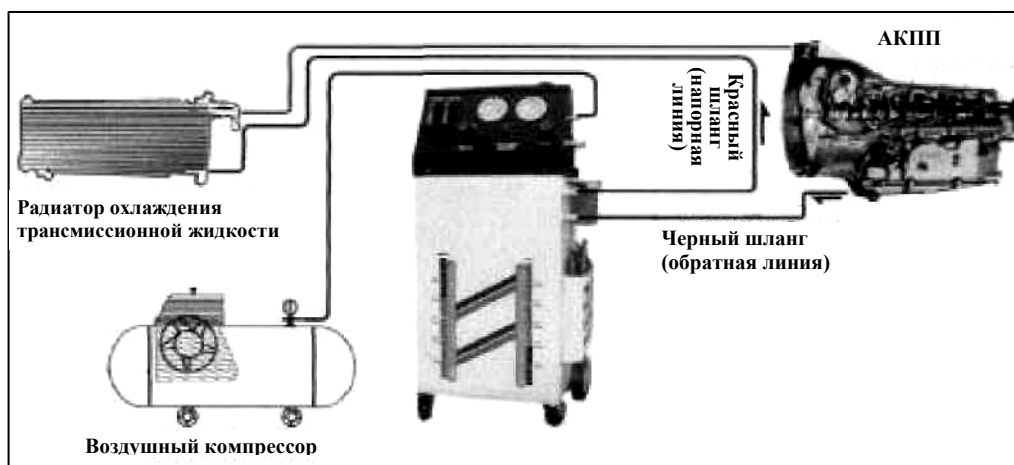 АКПП
Красный
шланг
(напорная
линия)
Радиатор охлаждения
трансмиссионной жидкости
Черный шланг
(обратная линия)
Воздушный компрессор